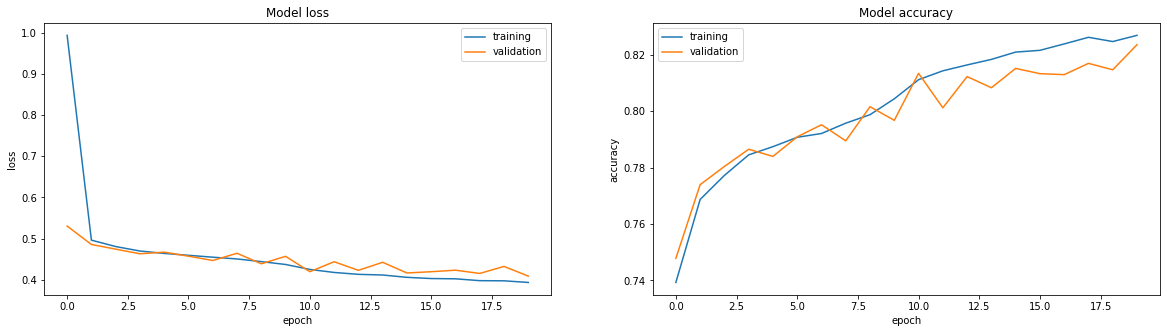 Model loss
training
validation
1.0
0.9
0.8
0.7
0.6
0.5
0.4
loss
0.0 2.5 5.0 7.5 10.0 12.5 15.0 17.5
epoch
Model accuracy
training
validation
0.82
0.80
0.78
0.76
0.74
accuracy
0.0 2.5 5.0 7.5 10.0 12.5 15.0 17.5
epoch